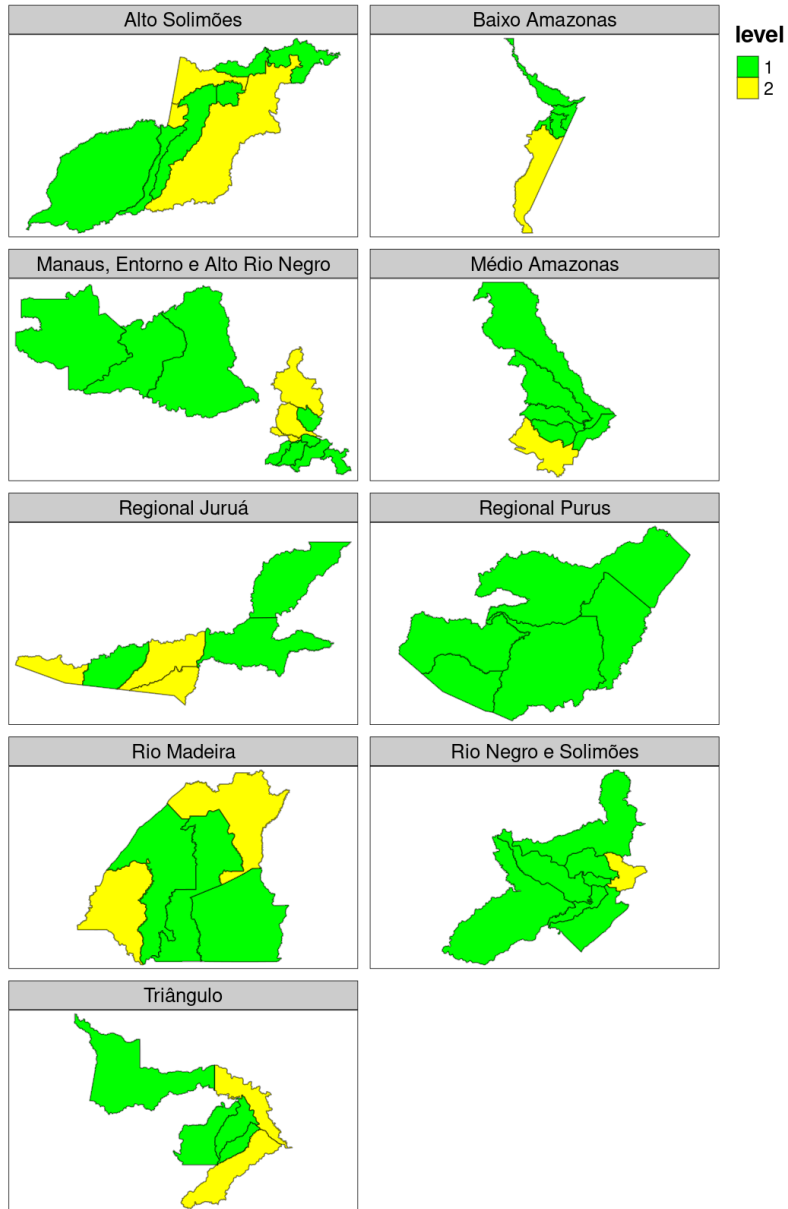 Alto Solimões
Baixo Amazonas
level
1
2
Manaus, Entorno e Alto Rio Negro
Médio Amazonas
Regional Juruá
Regional Purus
Rio Madeira
Rio Negro e Solimões
Triângulo